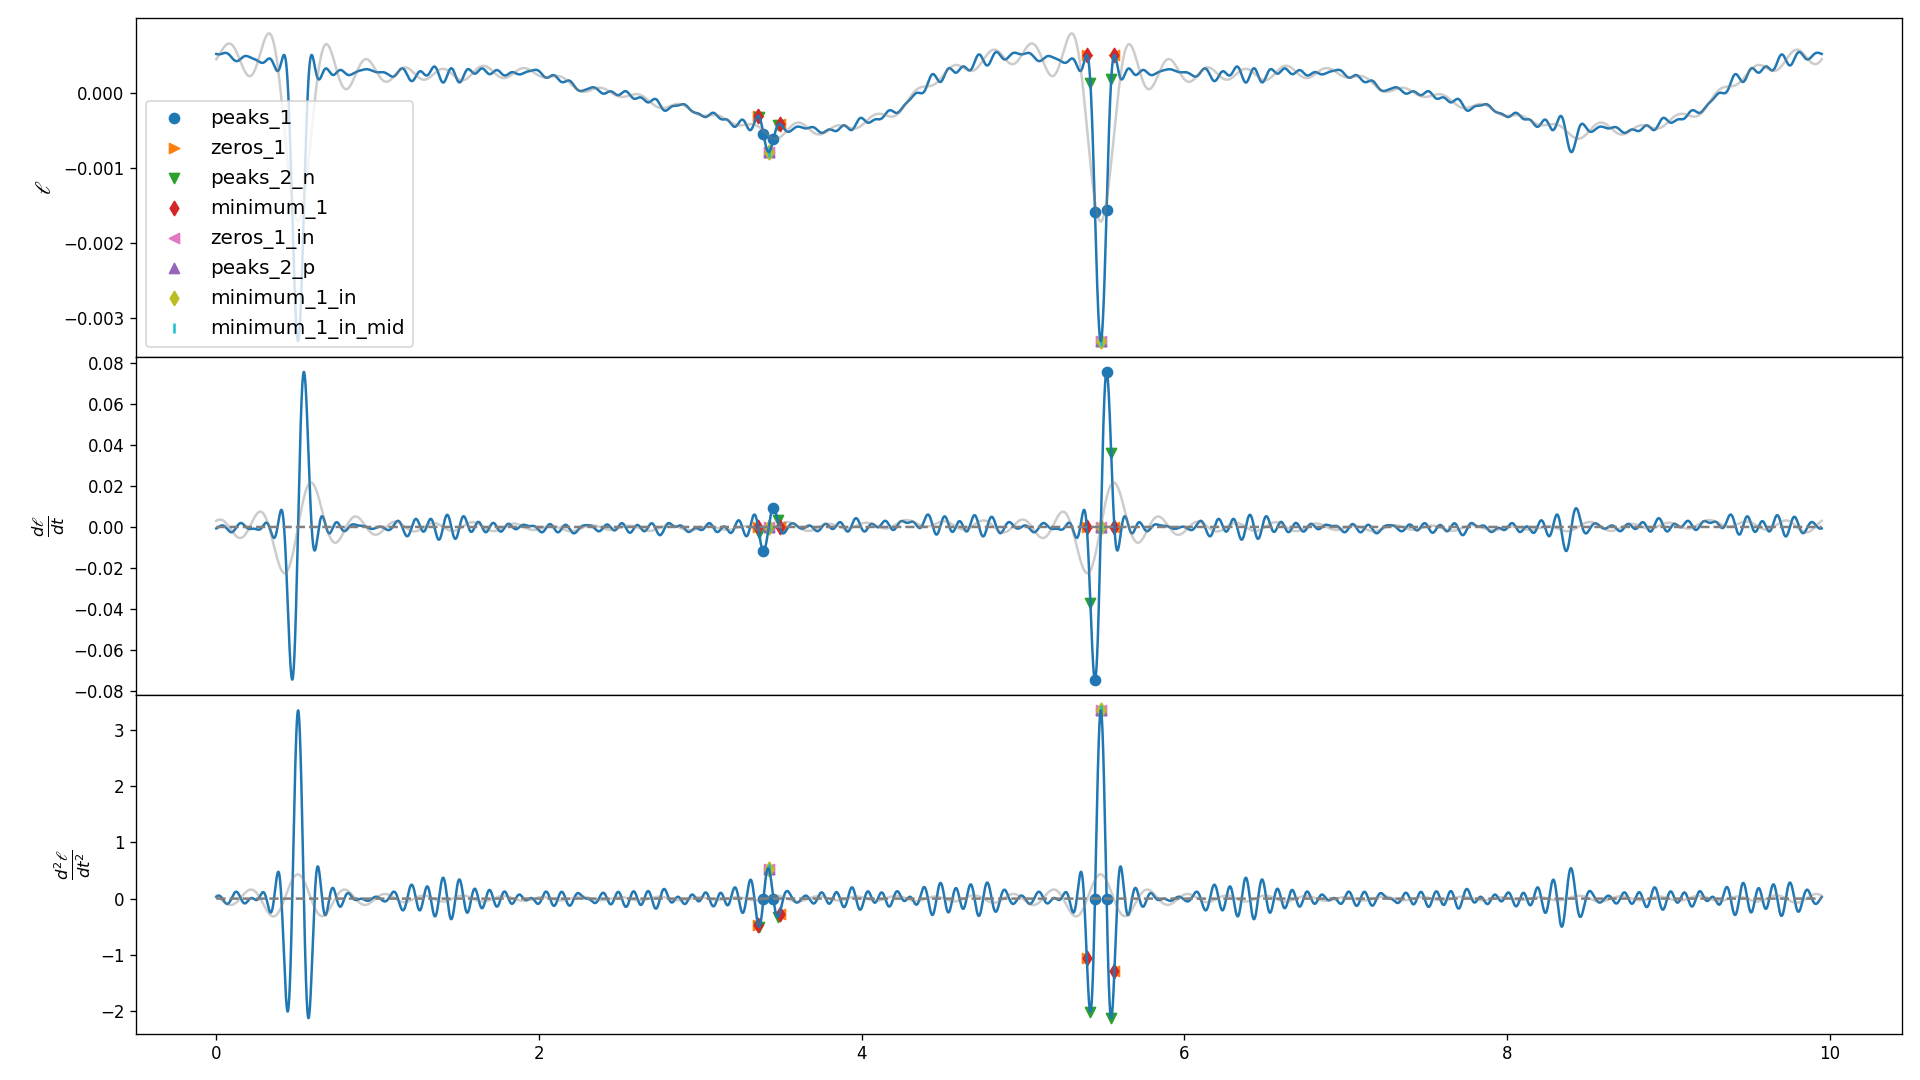 0.000
−0.001
−0.002
−0.003
ℓ
peaks_1
zeros_1
peaks_2_n
minimum_1
zeros_1_in
peaks_2_p
minimum_1_in
minimum_1_in_mid
0.08
0.06
0.04
0.02
0.00
−0.02
−0.04
−0.06
−0.08
dℓ
dt
3
2
1
0
−1
−2
d²ℓ
dt²
0 2 4 6 8 10